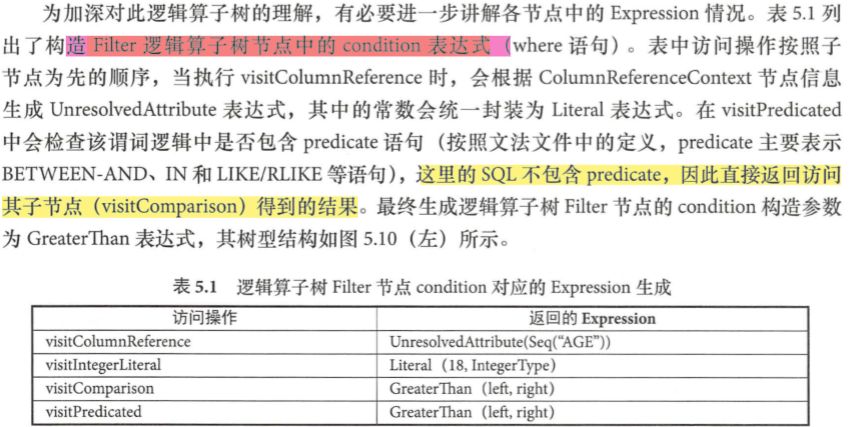 为加深对此逻辑算子树的理解，有必要进一步讲解各节点中的 Expression 情况。表 5.1 列
出了构造 Filter 逻辑算子树节点中的 condition 表达式（where 语句）。表中访问操作按照子
节点为先的顺序，当执行 visitColumnReference 时，会根据 ColumnReferenceContext 节点信息
生成 UnresolvedAttribute 表达式，其中的常数会统一封装为 Literal 表达式。在 visitPredicated
中会检查该谓词逻辑中是否包含 predicate 语句（按照文法文件中的定义，predicate 主要表示
BETWEEN-AND、IN 和 LIKE/RLIKE 等语句），这里的 SQL 不包含 predicate，因此直接返回访问
其子节点（visitComparison）得到的结果。最终生成逻辑算子树 Filter 节点的 condition 构造参数
为 GreaterThan 表达式，其树型结构如图 5.10（左）所示。
表 5.1 逻辑算子树 Filter 节点 condition 对应的 Expression 生成
访问操作 返回的 Expression
visitColumnReference UnresolvedAttribute(Seq(“AGE”))
visitIntegerLiteral Literal（18, IntegerType）
visitComparison GreaterThan（left, right）
visitPredicated GreaterThan（left, right）